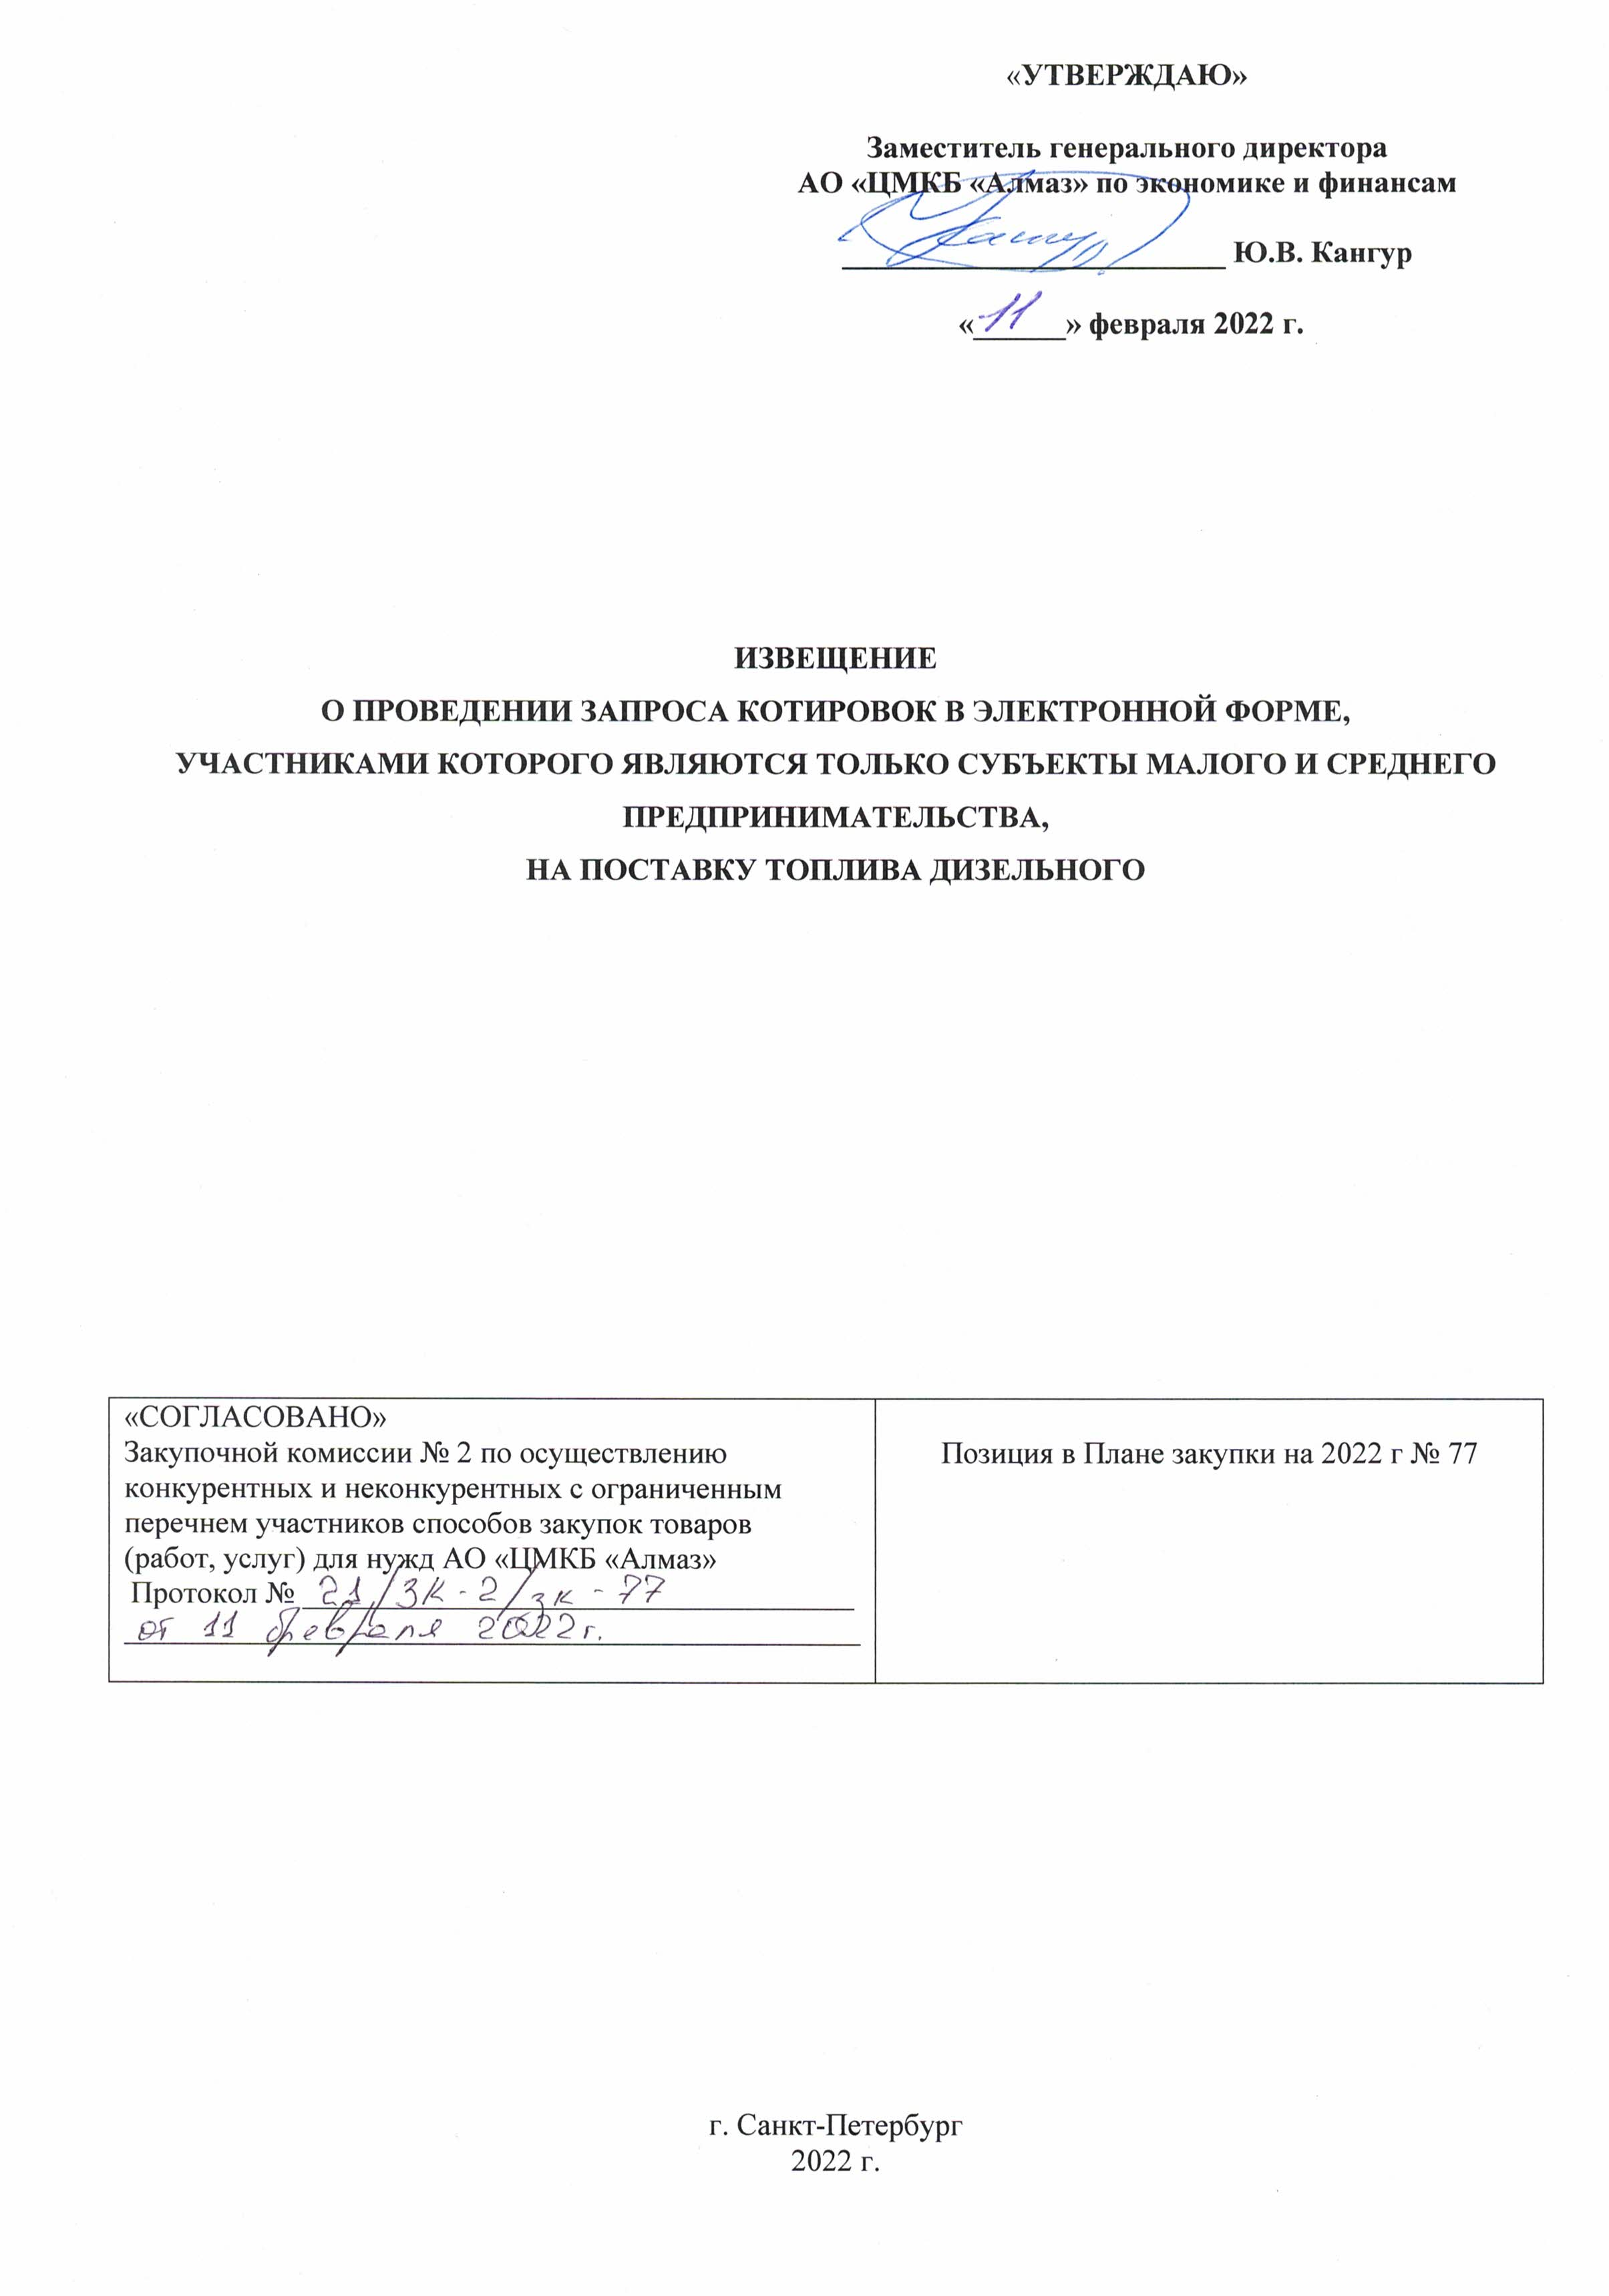 «УТВЕРЖДАЮ»
Заместитель генерального директора
АО «ЦМКБ «Алмаз» по экономике и финансам
Ю.В. Кангур
«11» февраля 2022 г.
ИЗВЕЩЕНИЕ
О ПРОВЕДЕНИИ ЗАПРОСА КОТИРОВОК В ЭЛЕКТРОННОЙ ФОРМЕ,
УЧАСТНИКАМИ КОТОРОГО ЯВЛЯЮТСЯ ТОЛЬКО СУБЪЕКТЫ МАЛОГО И СРЕДНЕГО
ПРЕДПРИНИМАТЕЛЬСТВА,
НА ПОСТАВКУ ТОПЛИВА ДИЗЕЛЬНОГО
«СОГЛАСОВАНО»
Закупочной комиссии № 2 по осуществлению
конкурентных и неконкурентных с ограниченным
перечнем участников способов закупок товаров
(работ, услуг) для нужд АО «ЦМКБ «Алмаз»
Протокол № 21/ЗК-2/зк-77
от 11 февраля 2022 г.
Позиция в Плане закупки на 2022 г № 77
г. Санкт-Петербург
2022 г.